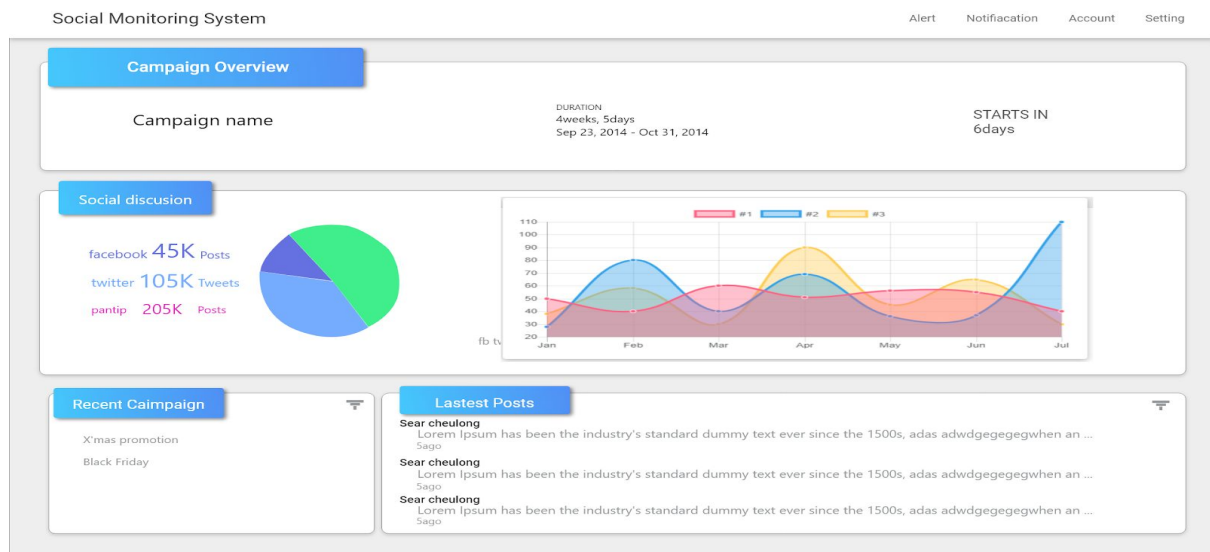 Social Monitoring System
Alert Notifiacation Account Setting
Campaign Overview
Campaign name
DURATION
4weeks, 5days
Sep 23, 2014 - Oct 31, 2014
STARTS IN
6days
Social discusion
facebook 45K Posts
twitter 105K Tweets
pantip 205K Posts
fb
#1 #2 #3
110
100
90
80
70
60
50
40
30
20
Jan Feb Mar Apr May Jun Jul
Recent Caimpaign
X'mas promotion
Black Friday
Lastest Posts
Sear cheulong
Lorem Ipsum has been the industry's standard dummy text ever since the 1500s, adas adwdgegegegwhen an ...
5ago
Sear cheulong
Lorem Ipsum has been the industry's standard dummy text ever since the 1500s, adas adwdgegegegwhen an ...
5ago
Sear cheulong
Lorem Ipsum has been the industry's standard dummy text ever since the 1500s, adas adwdgegegegwhen an ...
5ago